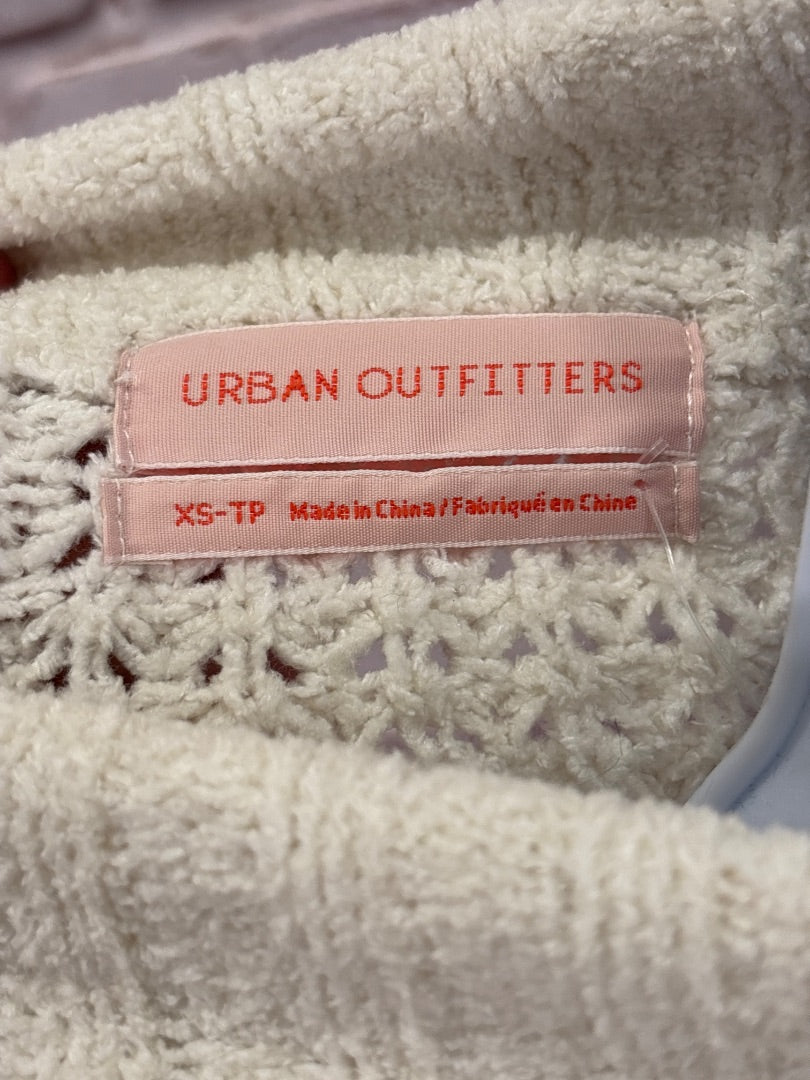 URBAN OUTFITTERS
XS-TP Made in China / Fabriqué en Chine